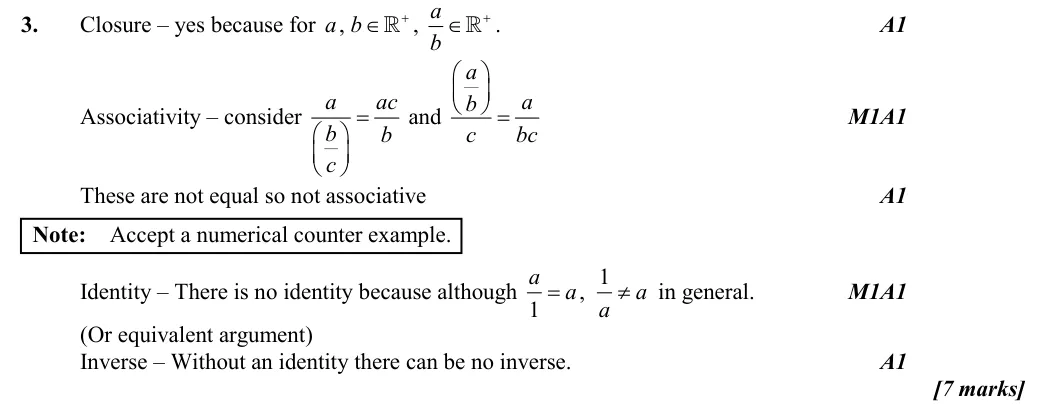 3. Closure – yes because for a, b ∈ ℝ⁺, a/b ∈ ℝ⁺. A1
Associativity – consider a/(b/c) = ac/b and (a/b)/c = a/bc M1A1
These are not equal so not associative A1
Note: Accept a numerical counter example.
Identity – There is no identity because although a/1 = a, 1/a ≠ a in general. M1A1
(Or equivalent argument)
Inverse – Without an identity there can be no inverse. A1
[7 marks]